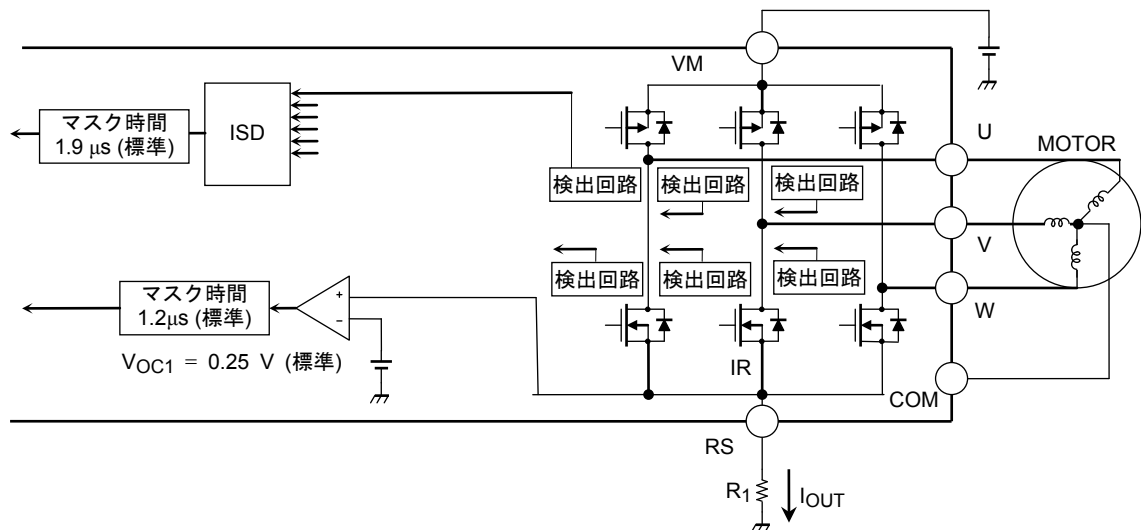 VM
マスク時間
1.9 μs (標準)
ISD
U
MOTOR
検出回路
検出回路
検出回路
V
検出回路
検出回路
検出回路
W
マスク時間
1.2μs (標準)
+
−
VOC1 = 0.25 V (標準)
IR
COM
RS
R1
IOUT